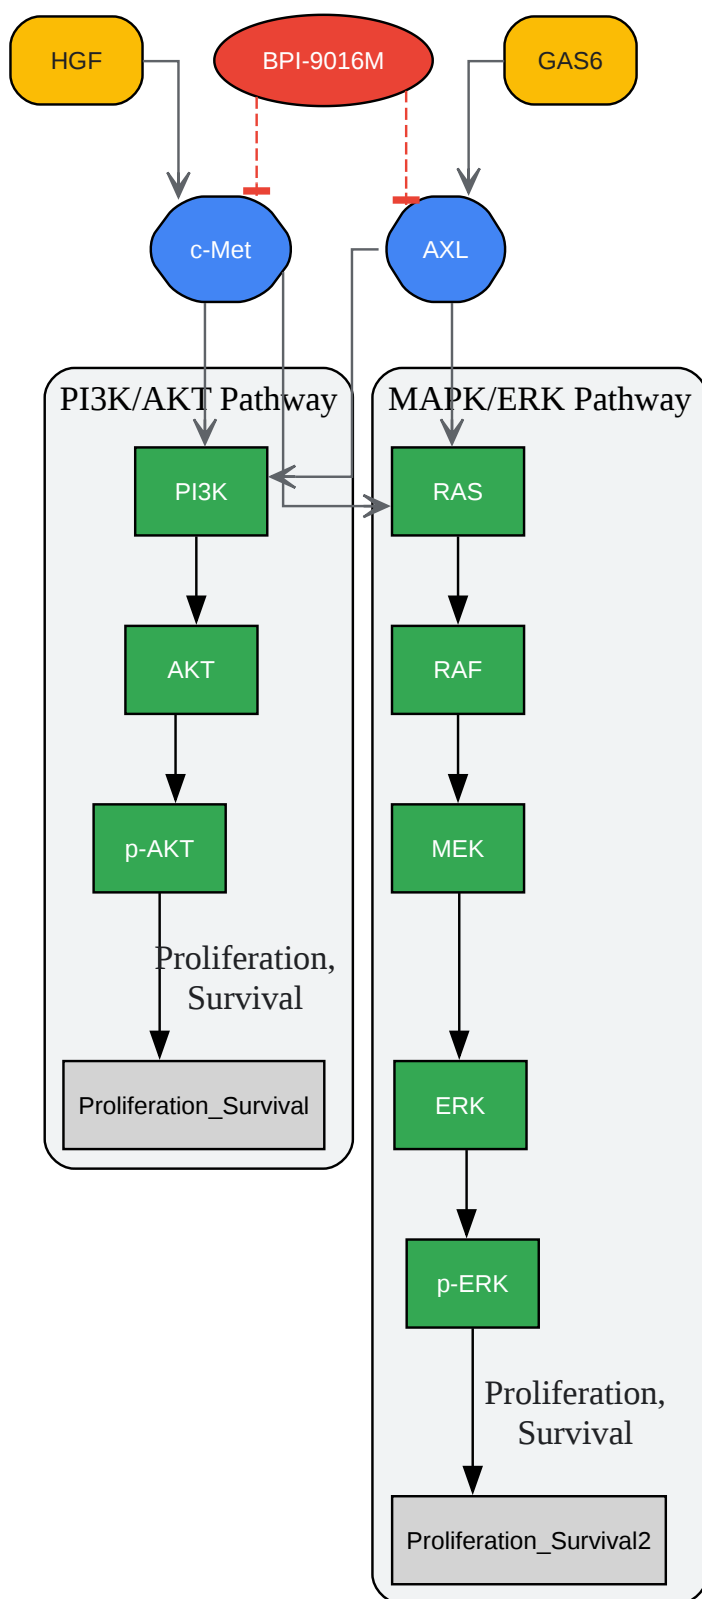 HGF
BPI-9016M
GAS6
c-Met
AXL
PI3K/AKT Pathway
MAPK/ERK Pathway
PI3K
RAS
AKT
RAF
p-AKT
MEK
Proliferation,
Survival
Proliferation_Survival
ERK
p-ERK
Proliferation,
Survival
Proliferation_Survival2